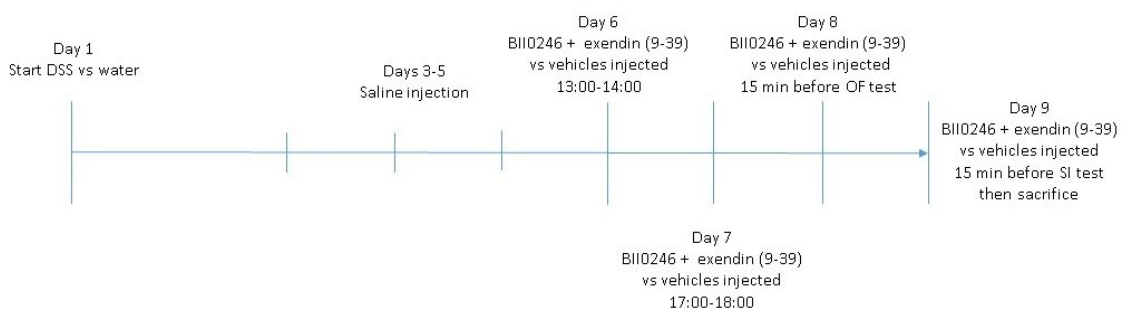 Day 1
Start DSS vs water
Days 3-5
Saline injection
Day 6
BII0246 + exendin (9-39)
vs vehicles injected
13:00-14:00
Day 7
BII0246 + exendin (9-39)
vs vehicles injected
17:00-18:00
Day 8
BII0246 + exendin (9-39)
vs vehicles injected
15 min before OF test
Day 9
BII0246 + exendin (9-39)
vs vehicles injected
15 min before SI test
then sacrifice